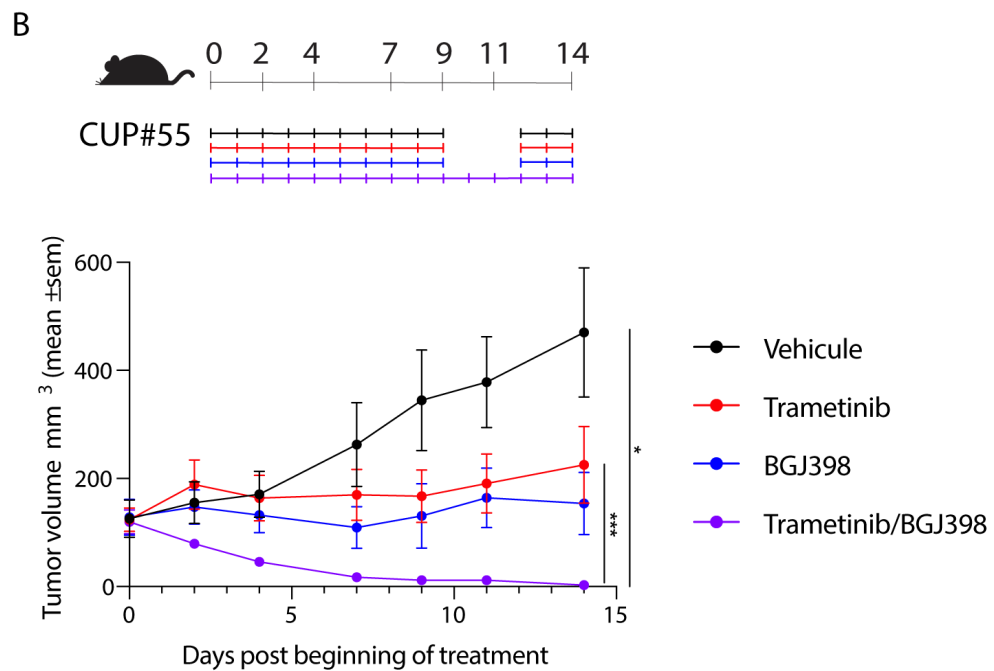 B
0 2 4 7 9 11 14
CUP#55
Tumor volume mm 3 (mean ±sem)
600
400
200
0
0 5 10 15
Days post beginning of treatment
*
***
Vehicule
Trametinib
BGJ398
Trametinib/BGJ398